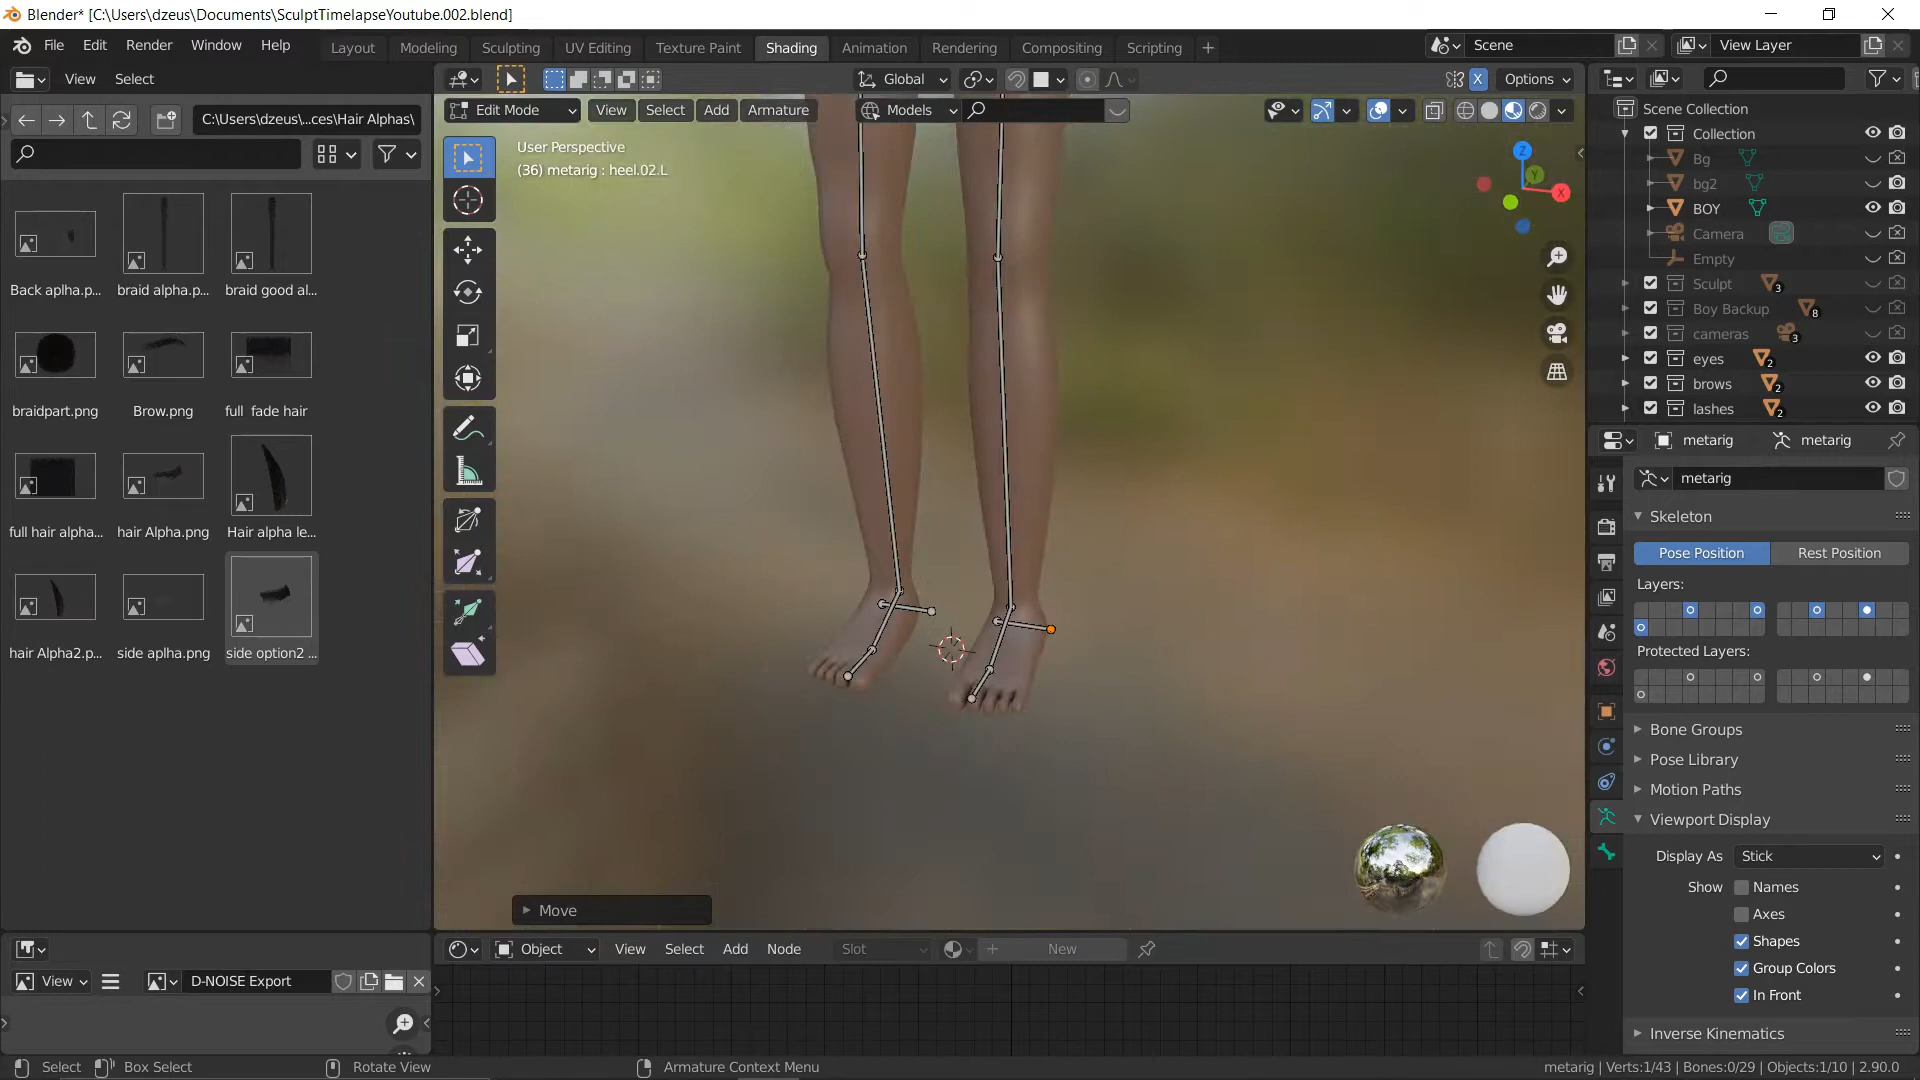 Blender* [C:\Users\dzeus\Documents\SculptTimelapseYoutube.002.blend]
File Edit Render Window Help
Layout Modeling Sculpting UV Editing Texture Paint Shading Animation Rendering Compositing Scripting +
Scene
View Layer
View Select
Global
Options
C:\Users\dzeus\...ces\Hair Alphas\
Edit Mode View Select Add Armature
Models
User Perspective
(36) metarig : heel.02.L
Z
Y
X
X
Back aplha.p...
braid alpha.p...
braid good al...
braidpart.png
Brow.png
full fade hair
full hair alpha...
hair Alpha.png
Hair alpha le...
hair Alpha2.p...
side aplha.png
side option2 ...
Move
Scene Collection
Collection
Bg
bg2
BOY
Camera
Empty
Sculpt 3
Boy Backup 8
cameras 3
eyes 2
brows 2
lashes 2
metarig metarig
metarig
Skeleton
Pose Position Rest Position
Layers:
Protected Layers:
Bone Groups
Pose Library
Motion Paths
Viewport Display
Display As Stick
Show Names
Axes
Shapes
Group Colors
In Front
Inverse Kinematics
Object View Select Add Node Slot New
View D-NOISE Export
Select Box Select Rotate View Armature Context Menu
metarig | Verts:1/43 | Bones:0/29 | Objects:1/10 | 2.90.0